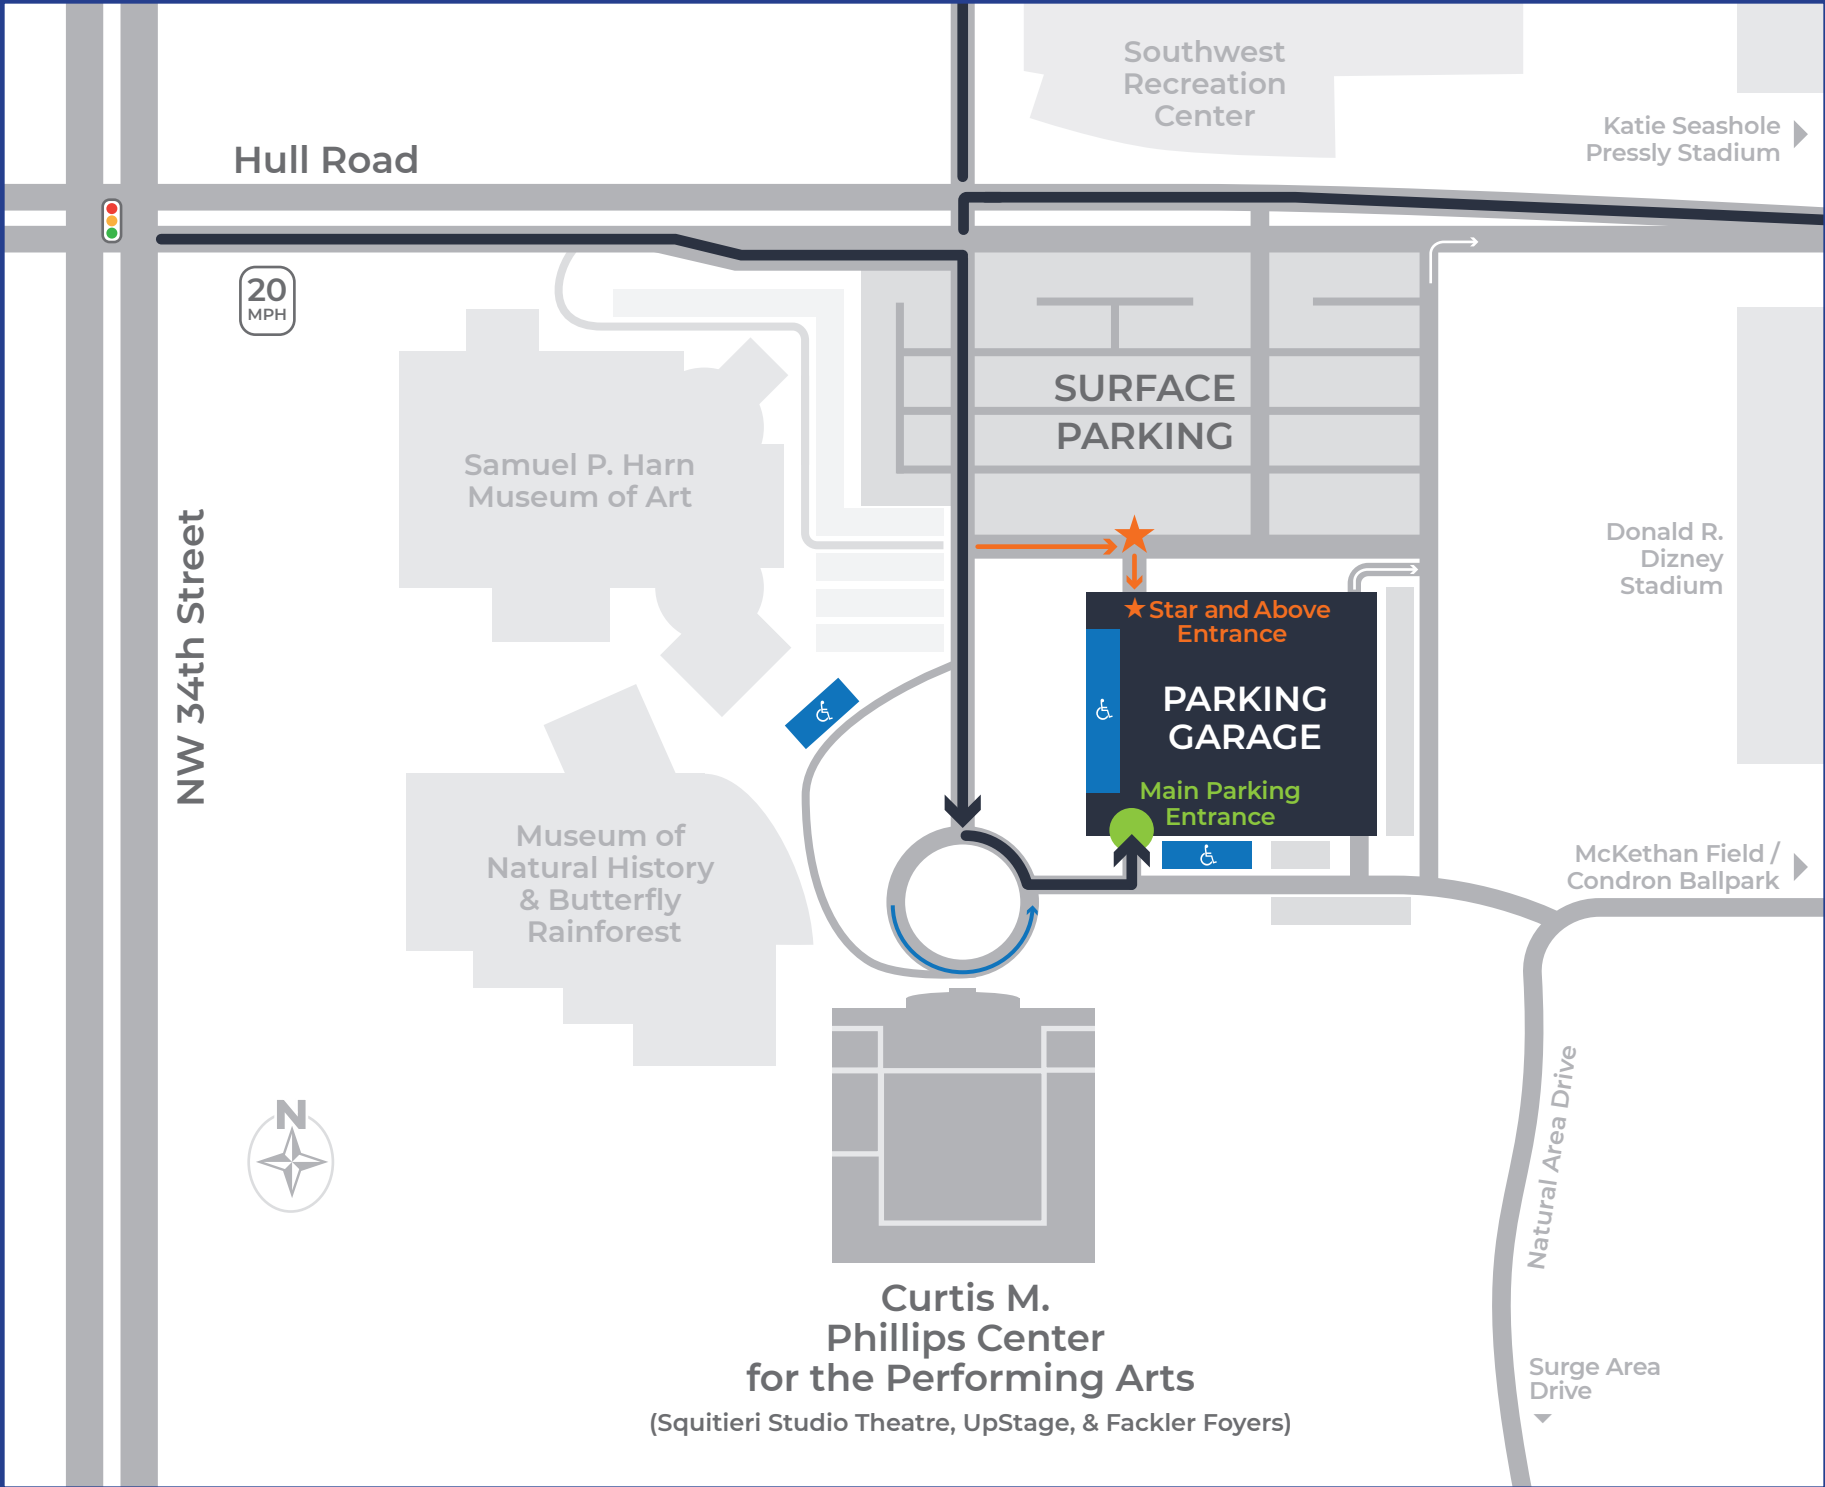 Southwest
Recreation
Center
Katie Seashole
Pressly Stadium
Hull Road
20
MPH
SURFACE
PARKING
Samuel P. Harn
Museum of Art
NW 34th Street
Donald R.
Dizney
Stadium
Star and Above
Entrance
PARKING
GARAGE
Main Parking
Entrance
Museum of
Natural History
& Butterfly
Rainforest
McKethan Field /
Condron Ballpark
N
Natural Area Drive
Curtis M.
Phillips Center
for the Performing Arts
(Squitieri Studio Theatre, UpStage, & Fackler Foyers)
Surge Area
Drive